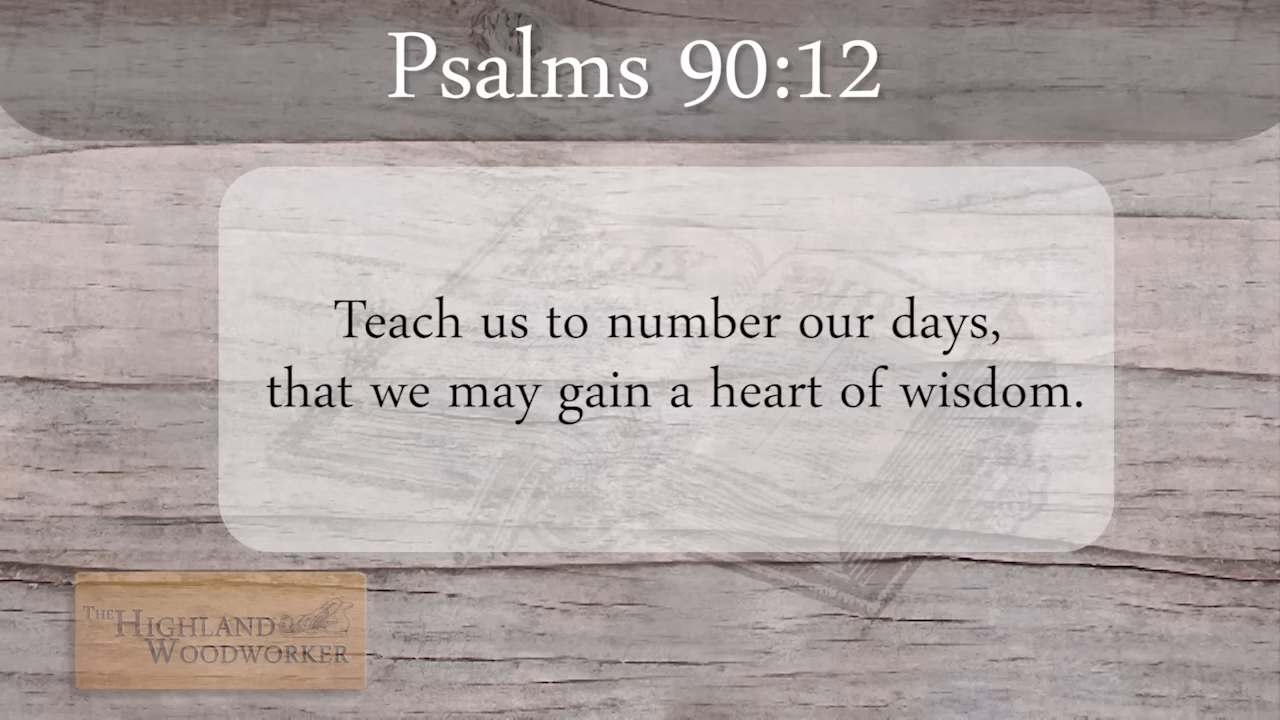 Psalms 90:12
Teach us to number our days,
that we may gain a heart of wisdom.
THE HIGHLAND
WOODWORKER